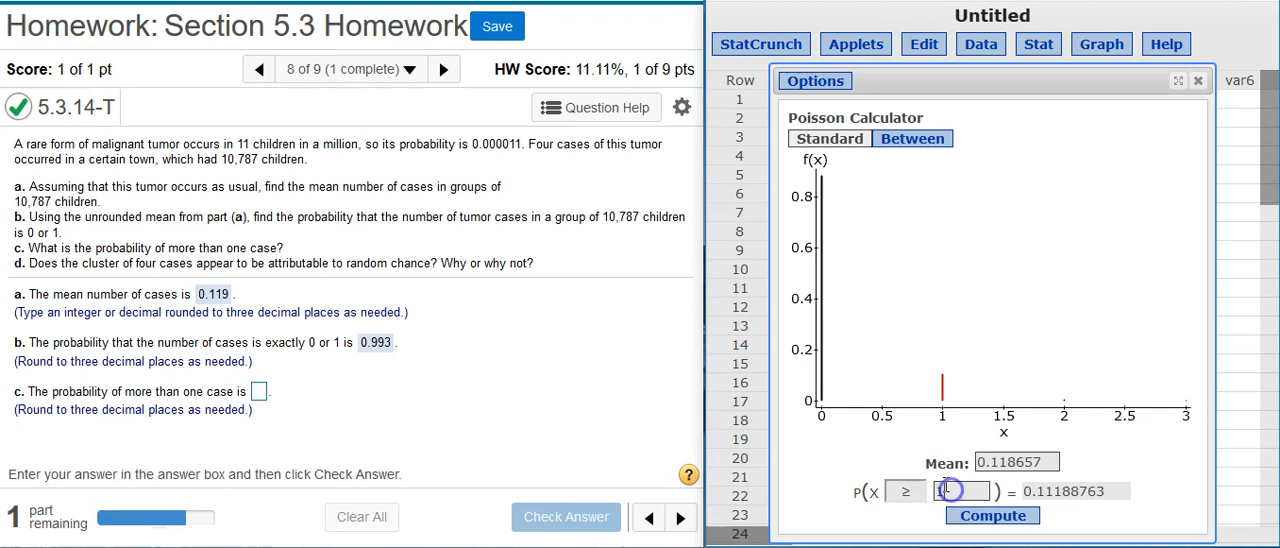 Homework: Section 5.3 Homework
Save
Score: 1 of 1 pt
8 of 9 (1 complete)
HW Score: 11.11%, 1 of 9 pts
5.3.14-T
Question Help
A rare form of malignant tumor occurs in 11 children in a million, so its probability is 0.000011. Four cases of this tumor
occurred in a certain town, which had 10,787 children.
a. Assuming that this tumor occurs as usual, find the mean number of cases in groups of
10,787 children.
b. Using the unrounded mean from part (a), find the probability that the number of tumor cases in a group of 10,787 children
is 0 or 1.
c. What is the probability of more than one case?
d. Does the cluster of four cases appear to be attributable to random chance? Why or why not?
a. The mean number of cases is 0.119.
(Type an integer or decimal rounded to three decimal places as needed.)
b. The probability that the number of cases is exactly 0 or 1 is 0.993.
(Round to three decimal places as needed.)
c. The probability of more than one case is .
(Round to three decimal places as needed.)
Enter your answer in the answer box and then click Check Answer.
?
1 part
remaining
Clear All
Check Answer
Untitled
StatCrunch Applets Edit Data Stat Graph Help
Row
var6
1
2
3
4
5
6
7
8
9
10
11
12
13
14
15
16
17
18
19
20
21
22
23
24
Options
Poisson Calculator
Standard Between
f(x)
0.8
0.6
0.4
0.2
0
0 0.5 1 1.5 2 2.5 3
x
Mean: 0.118657
P(X ≥ 1) = 0.11188763
Compute